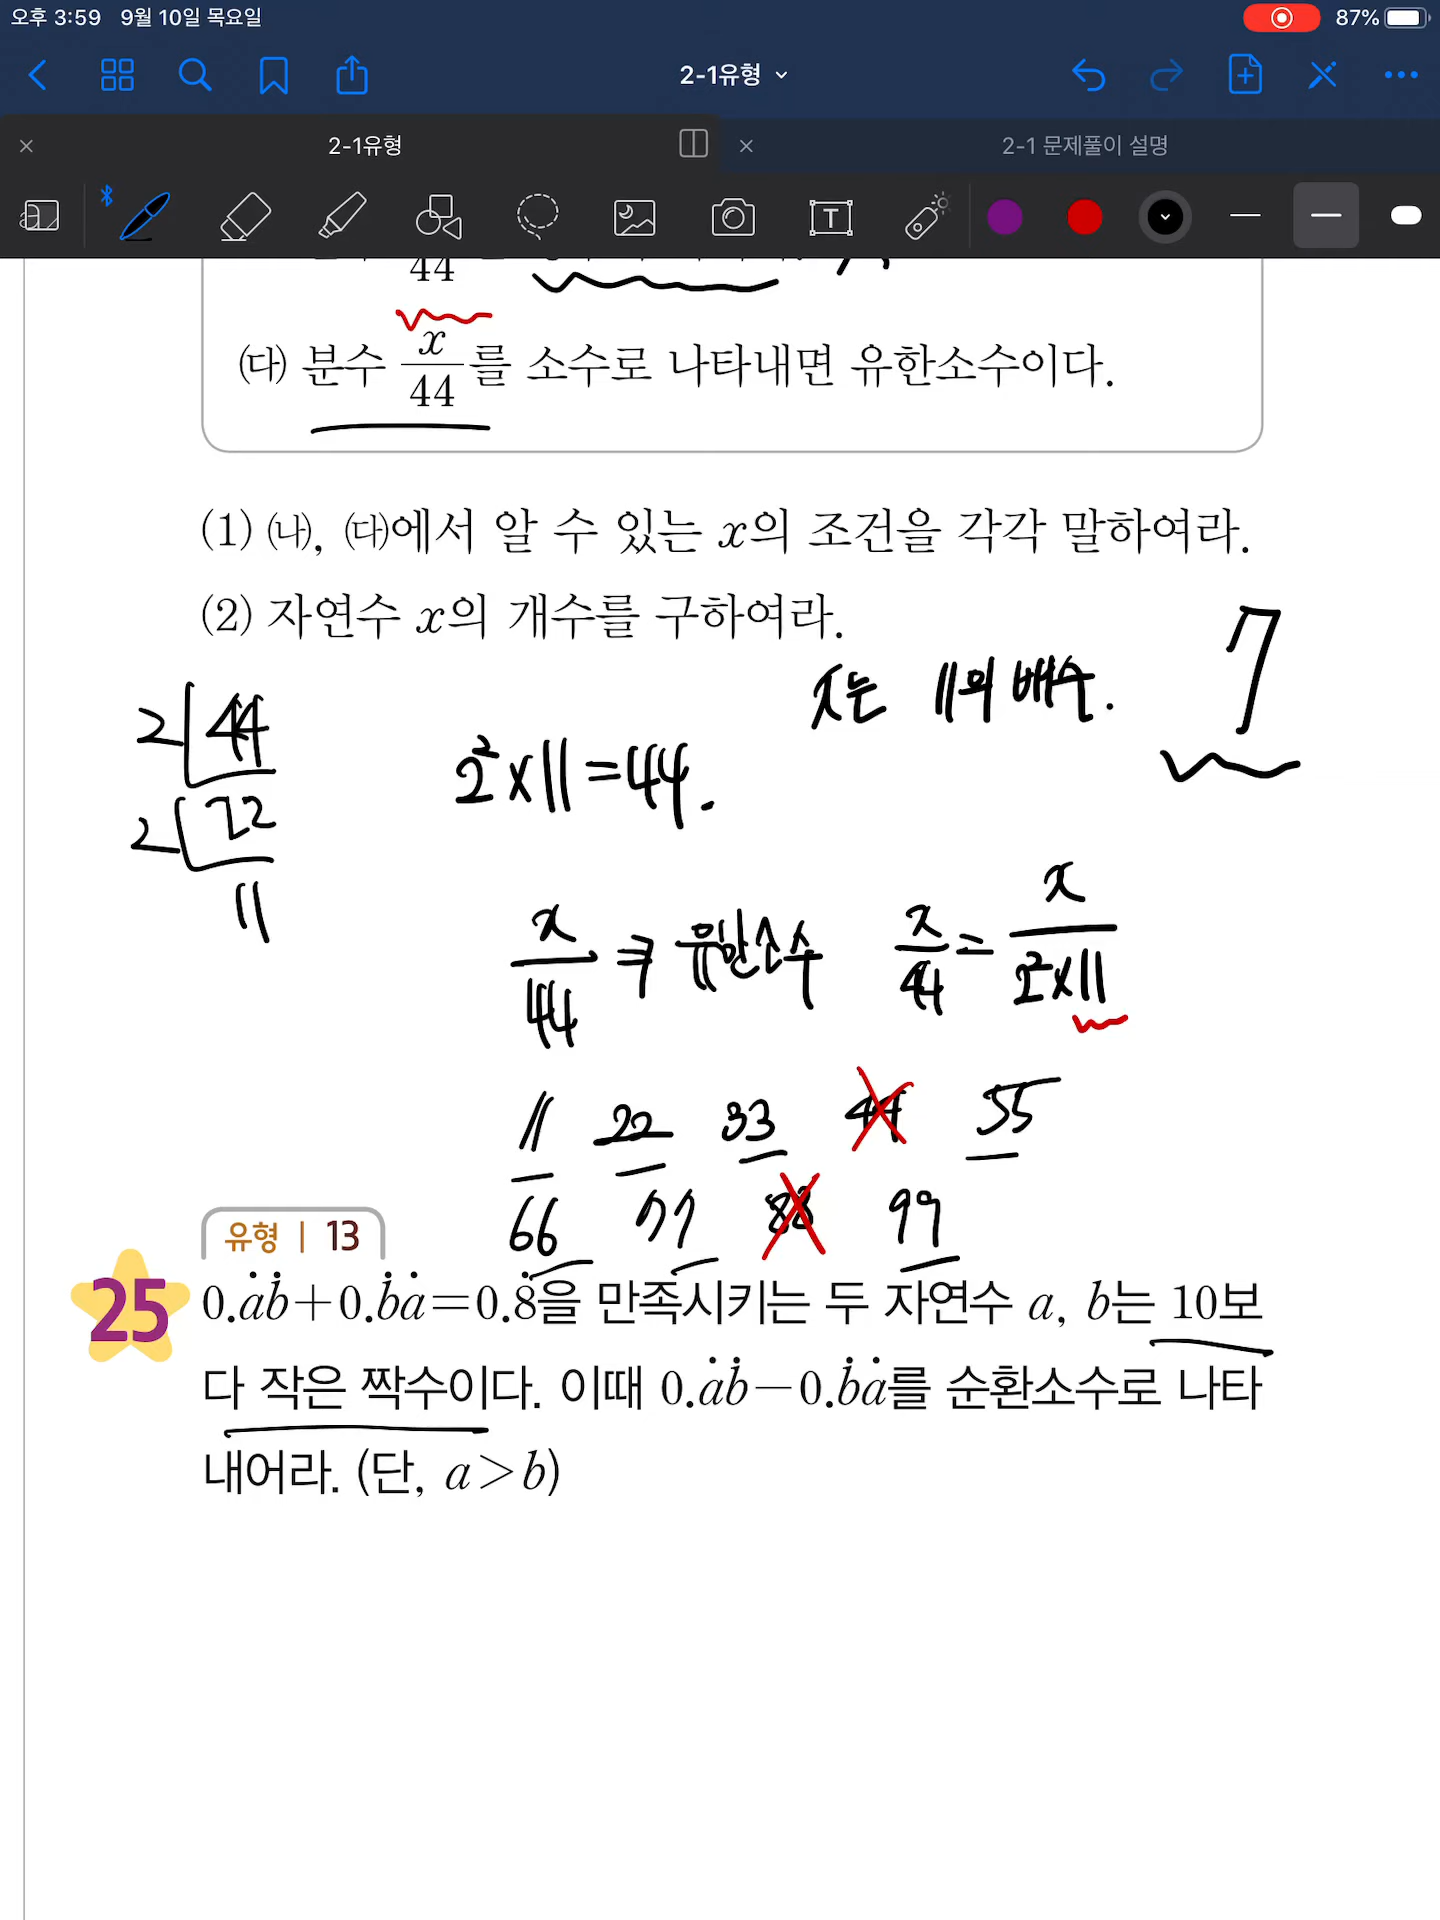 오후 3:59 9월 10일 목요일 87%
2-1유형
2-1유형 2-1 문제풀이 설명
44
(다) 분수 x/44를 소수로 나타내면 유한소수이다.
(1) (나), (다)에서 알 수 있는 x의 조건을 각각 말하여라.
(2) 자연수 x의 개수를 구하여라.
x는 11의 배수. 7
2 44
2² × 11 = 44.
2 22
11
x/44 ⇒ 유한소수 x/44 = x/2²×11
11 22 33 44 55
66 77 88 99
유형 | 13
25 0.ȧḃ+0.ḃȧ=0.8̇을 만족시키는 두 자연수 a, b는 10보
다 작은 짝수이다. 이때 0.ȧḃ−0.ḃȧ를 순환소수로 나타
내어라. (단, a>b)